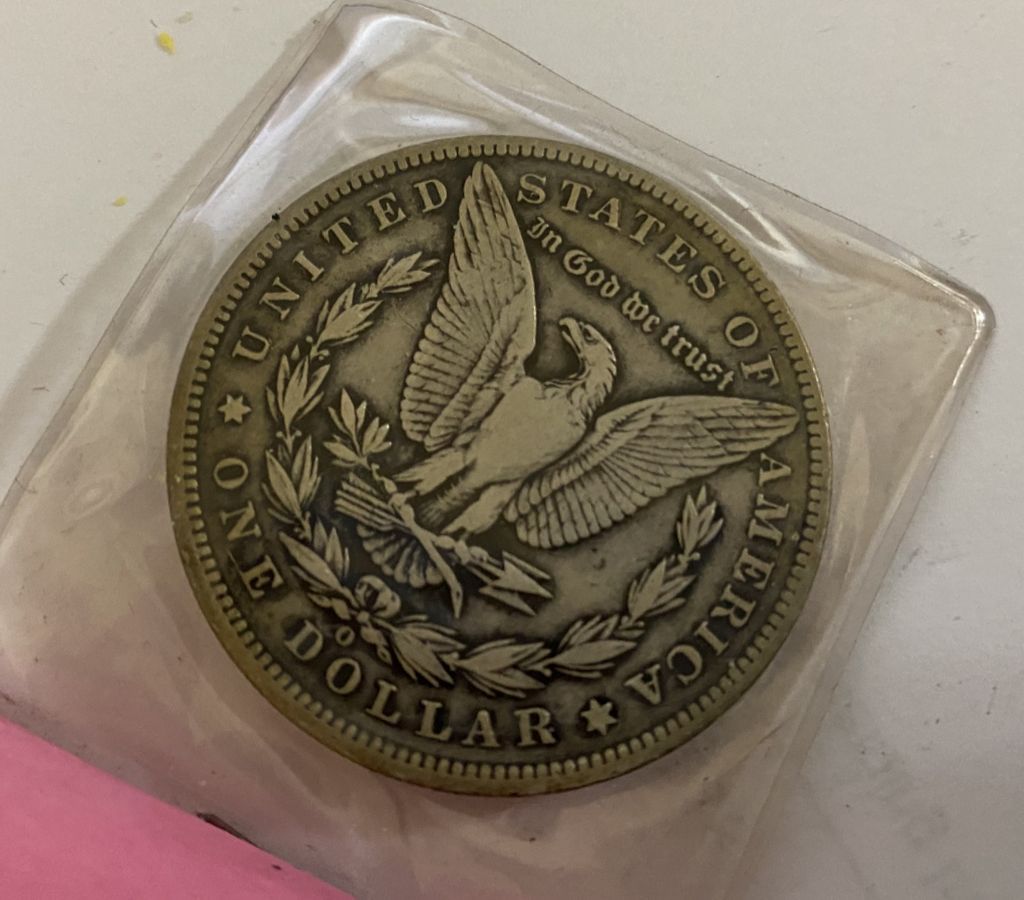 UNITED STATES OF AMERICA
In God we trust
O
ONE DOLLAR